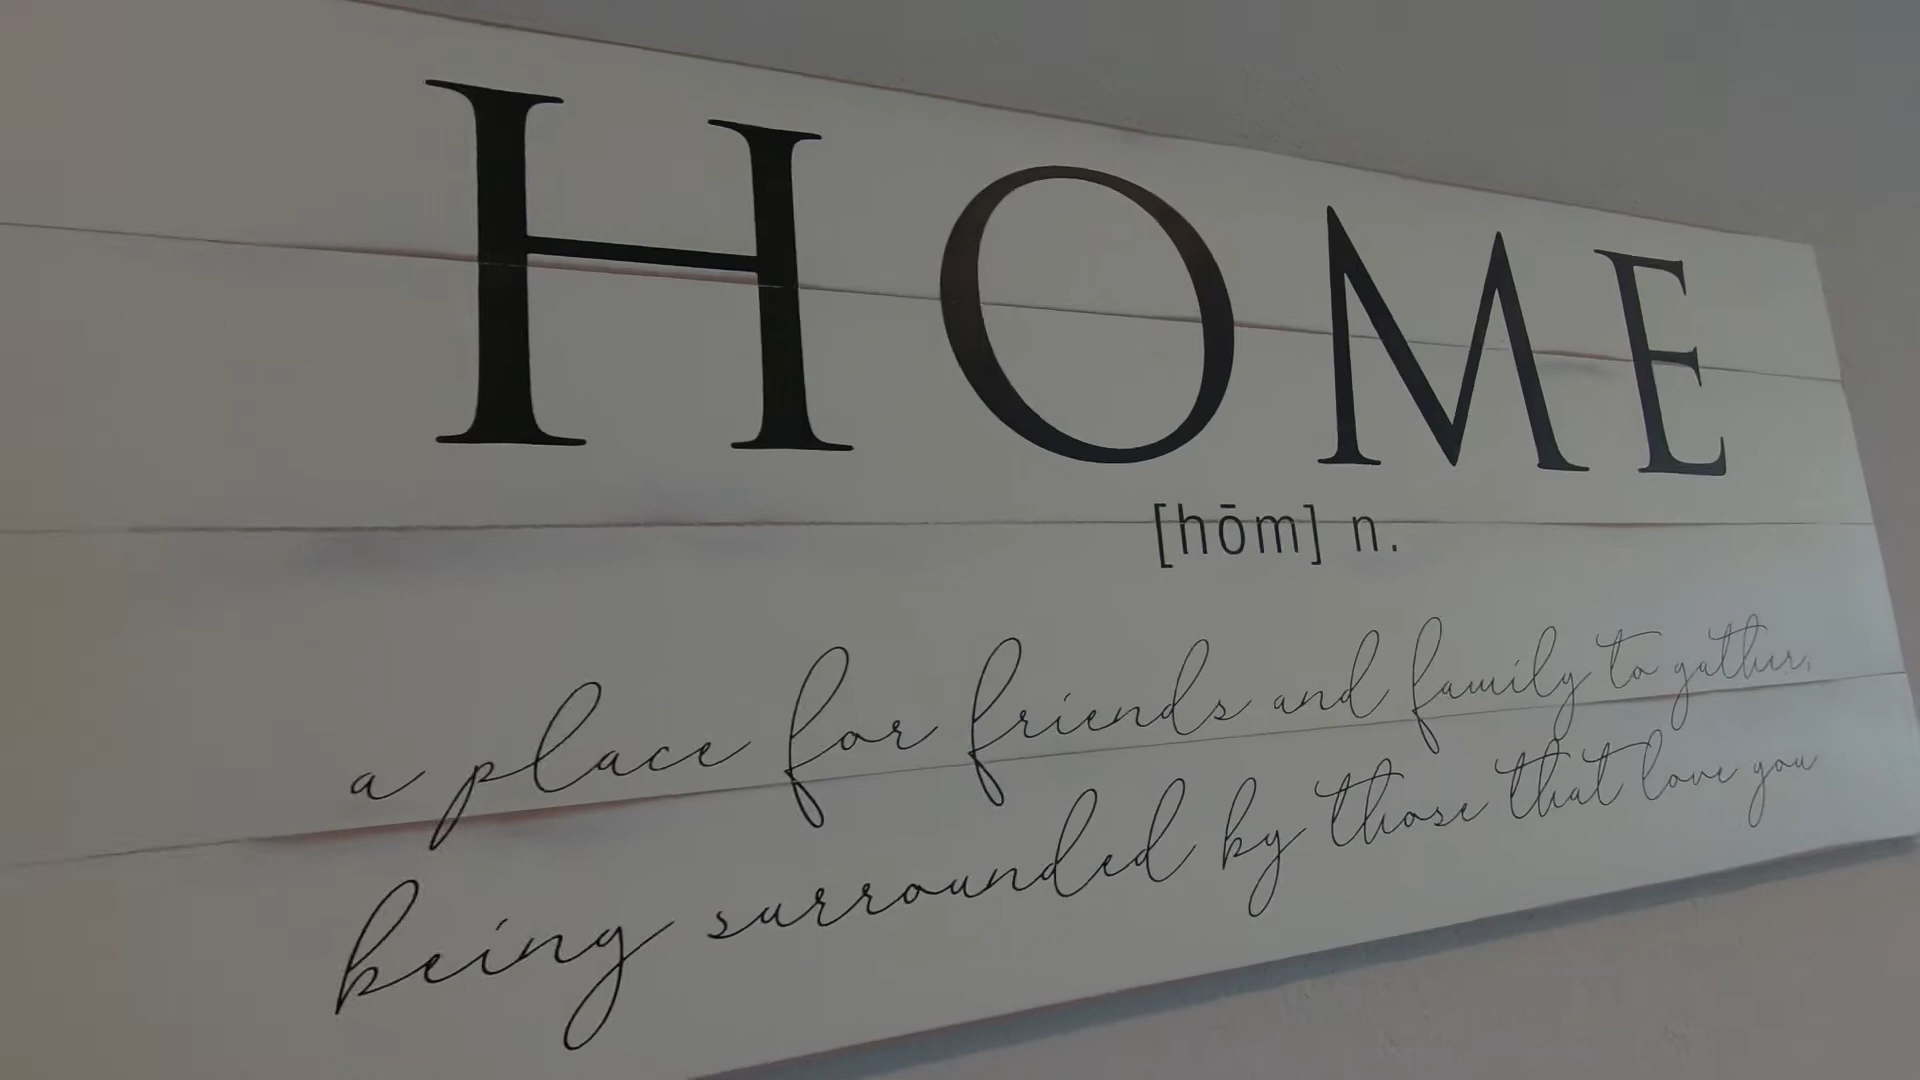 HOME
[hōm] n.
a place for friends and family to gather,
being surrounded by those that love you